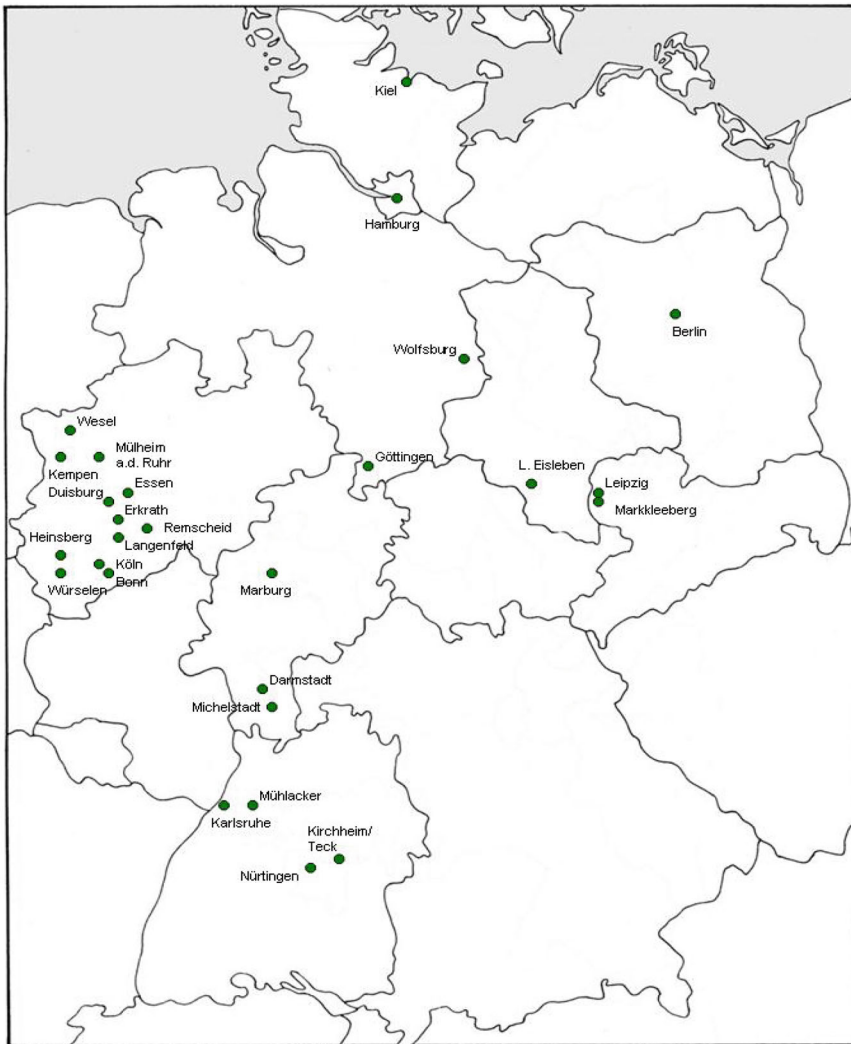 Kiel
Hamburg
Berlin
Wolfsburg
Wesel
Mülheim
a.d. Ruhr
Kempen
Göttingen
L. Eisleben
Leipzig
Essen
Duisburg
Markkleeberg
Erkrath
Remscheid
Heinsberg
Langenfeld
Köln
Bonn
Würselen
Marburg
Darmstadt
Michelstadt
Mühlacker
Karlsruhe
Kirchheim/
Teck
Nürtingen